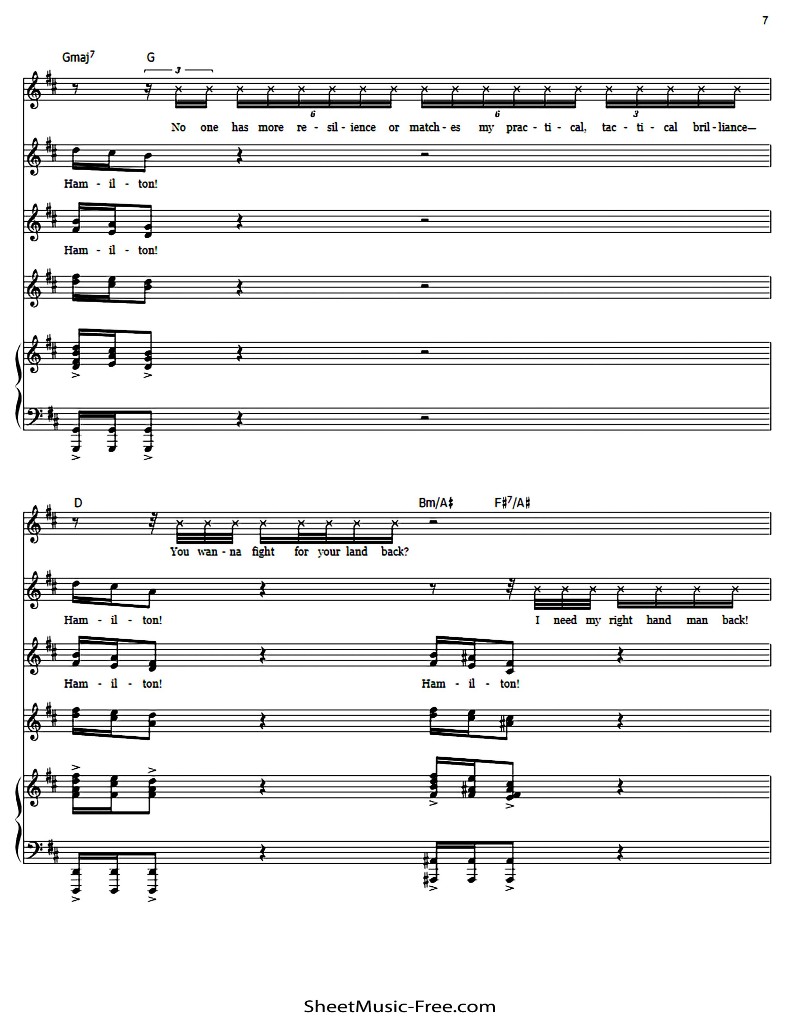 7
Gmaj7 G
3
6 6 3
No one has more re - sil - ience or match - es my prac - ti - cal, tac - ti - cal bril - liance—
Ham - il - ton!
Ham - il - ton!
D Bm/A♯ F♯7/A♯
You wan - na fight for your land back?
Ham - il - ton! I need my right hand man back!
Ham - il - ton! Ham - il - ton!
SheetMusic-Free.com